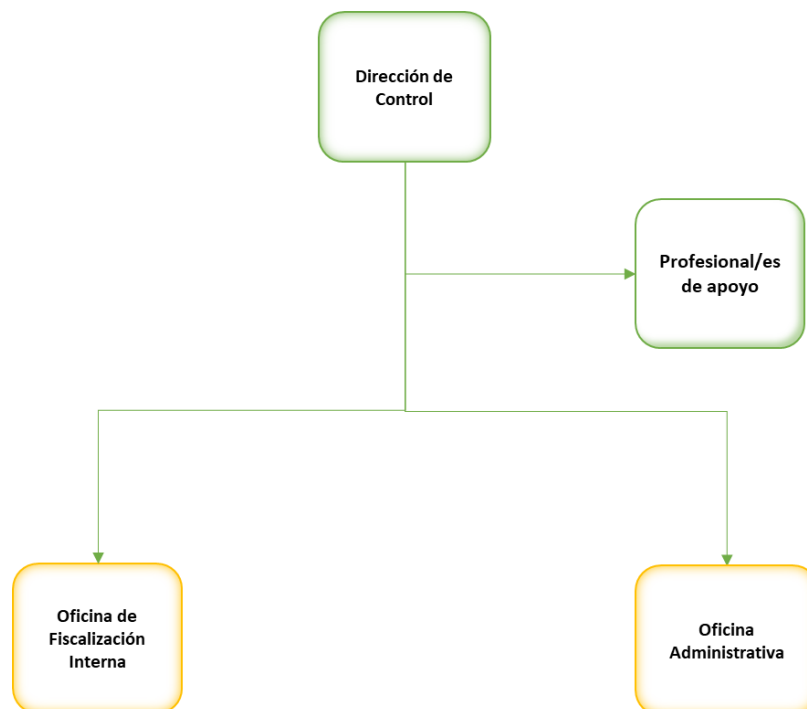 Dirección de
Control
Profesional/es
de apoyo
Oficina de
Fiscalización
Interna
Oficina
Administrativa